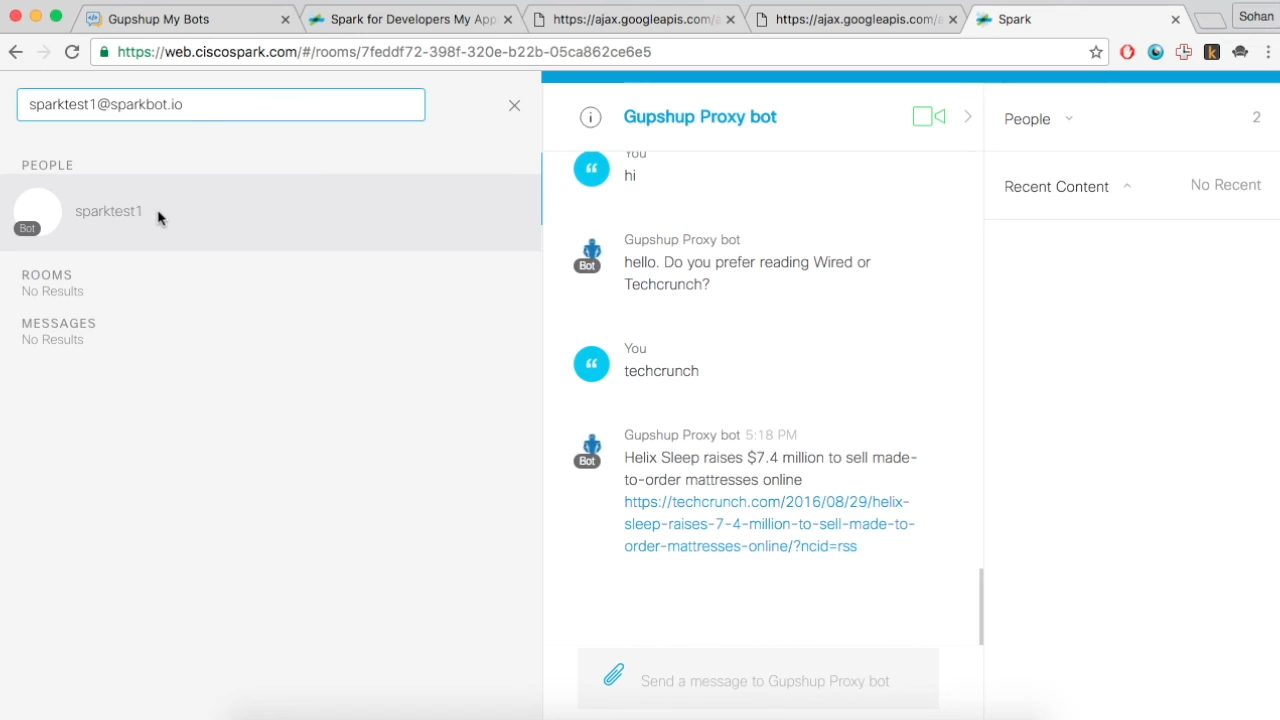 Gupshup My Bots
Spark for Developers My App
https://ajax.googleapis.com/a
https://ajax.googleapis.com/a
Spark
Sohan
https://web.ciscospark.com/#/rooms/7feddf72-398f-320e-b22b-05ca862ce6e5
sparktest1@sparkbot.io
PEOPLE
Bot
sparktest1
ROOMS
No Results
MESSAGES
No Results
Gupshup Proxy bot
You
hi
Gupshup Proxy bot
Bot
hello. Do you prefer reading Wired or
Techcrunch?
You
techcrunch
Gupshup Proxy bot 5:18 PM
Bot
Helix Sleep raises $7.4 million to sell made-
to-order mattresses online
https://techcrunch.com/2016/08/29/helix-
sleep-raises-7-4-million-to-sell-made-to-
order-mattresses-online/?ncid=rss
Send a message to Gupshup Proxy bot
People
2
Recent Content
No Recent